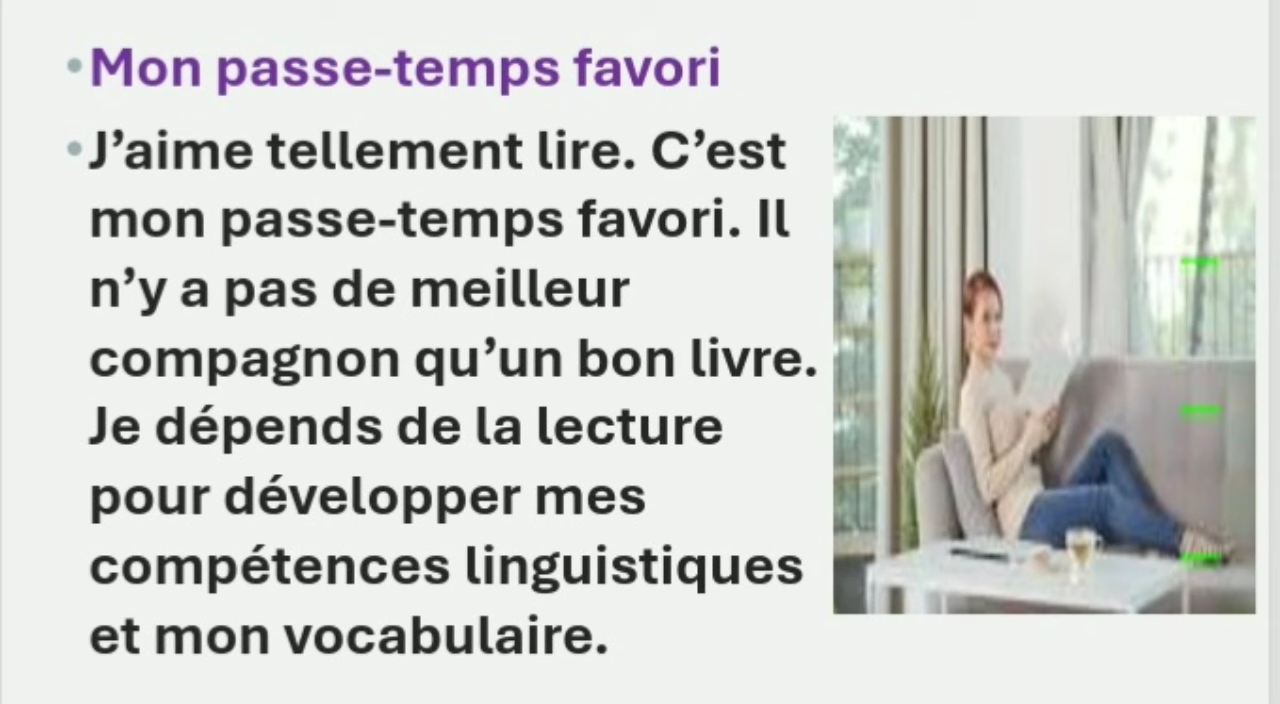 Mon passe-temps favori
J’aime tellement lire. C’est
mon passe-temps favori. Il
n’y a pas de meilleur
compagnon qu’un bon livre.
Je dépends de la lecture
pour développer mes
compétences linguistiques
et mon vocabulaire.